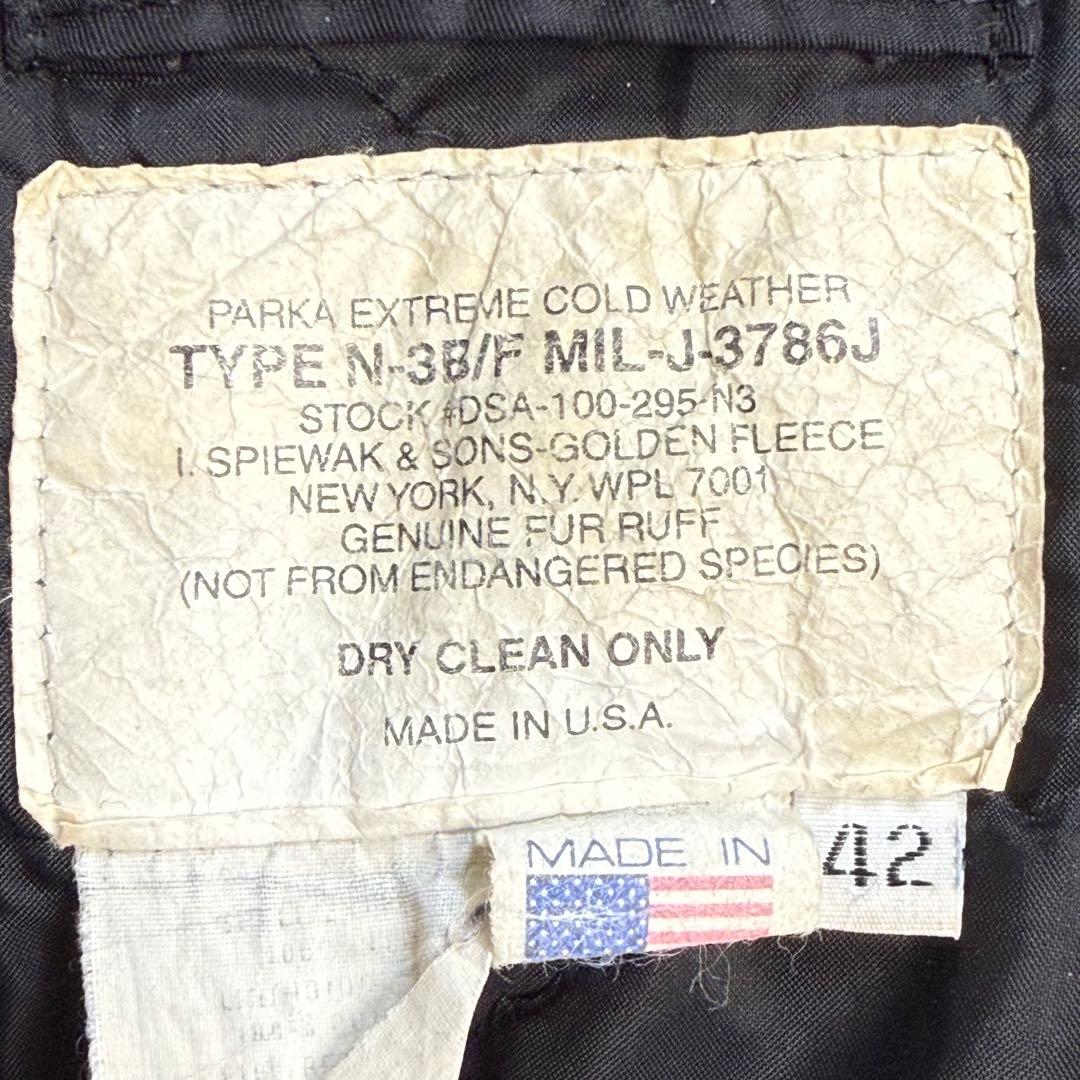 PARKA EXTREME COLD WEATHER
TYPE N-3B/F MIL-J-3786J
STOCK #DSA-100-295-N3
I. SPIEWAK & SONS-GOLDEN FLEECE
NEW YORK, N.Y. WPL 7001
GENUINE FUR RUFF
(NOT FROM ENDANGERED SPECIES)
DRY CLEAN ONLY
MADE IN U.S.A.
MADE IN
42